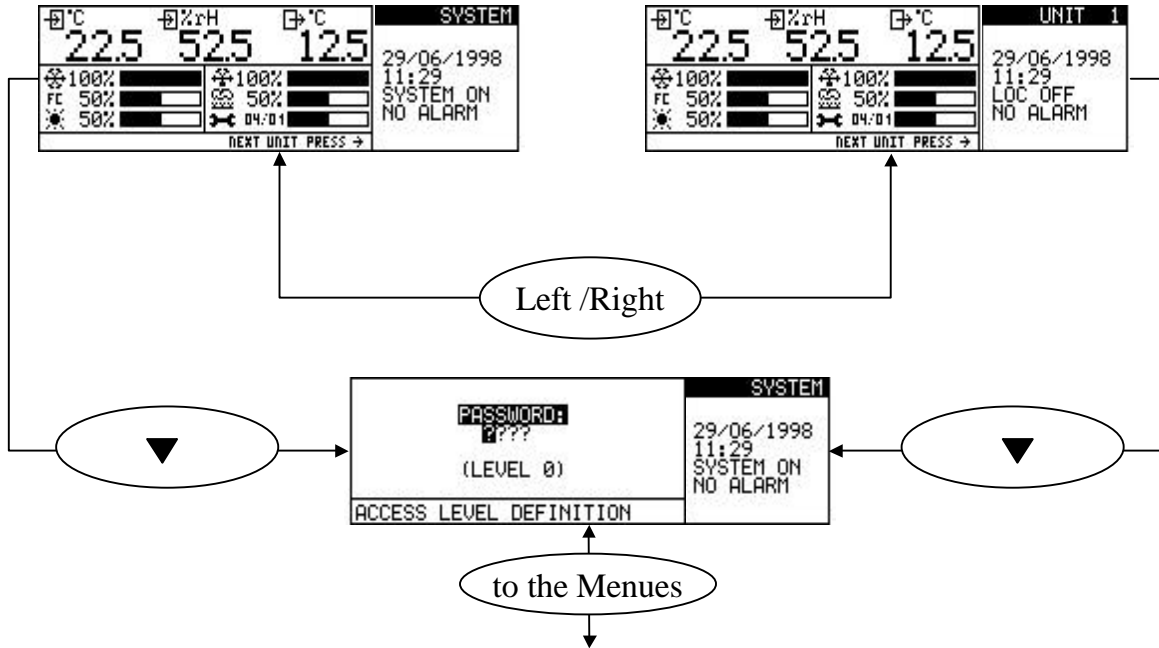 °C %rH °C SYSTEM
22.5 52.5 12.5
29/06/1998
100% 100% 11:29
FC 50% 50% SYSTEM ON
50% 04/01 NO ALARM
NEXT UNIT PRESS →
°C %rH °C UNIT 1
22.5 52.5 12.5
29/06/1998
100% 100% 11:29
FC 50% 50% LOC OFF
50% 04/01 NO ALARM
NEXT UNIT PRESS →
Left /Right
SYSTEM
PASSWORD:
????
(LEVEL 0)
29/06/1998
11:29
SYSTEM ON
NO ALARM
ACCESS LEVEL DEFINITION
to the Menues